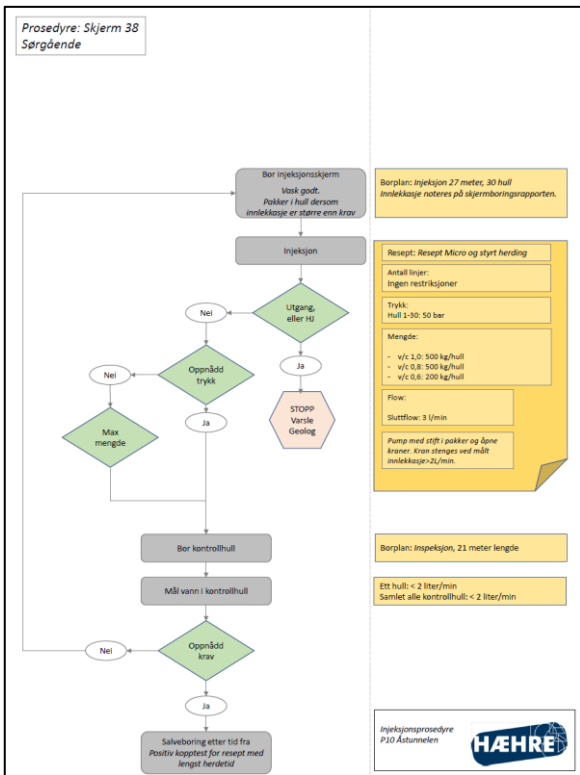 Prosedyre: Skjerm 38
Sørgående
Bor injeksjonsskjerm
Vask godt.
Pakker i hull dersom
innlekkasje er større enn krav
Borplan: Injeksjon 27 meter, 30 hull
Innlekkasje noteres på skjermboringsrapporten.
Injeksjon
Resept: Resept Micro og styrt herding
Antall linjer:
Ingen restriksjoner
Trykk:
Hull 1-30: 50 bar
Mengde:
- v/c 1,0: 500 kg/hull
- v/c 0,8: 500 kg/hull
- v/c 0,6: 200 kg/hull
Flow:
Sluttflow: 3 l/min
Pump med stift i pakker og åpne
kraner. Kran stenges ved målt
innlekkasje>2L/min.
Utgang,
eller HJ
Nei
Ja
Oppnådd
trykk
Nei
Ja
STOPP
Varsle
Geolog
Max
mengde
Bor kontrollhull
Borplan: Inspeksjon, 21 meter lengde
Mål vann i kontrollhull
Ett hull: < 2 liter/min
Samlet alle kontrollhull: < 2 liter/min
Oppnådd
krav
Nei
Ja
Salveboring etter tid fra
Positiv kopptest for resept med
lengst herdetid
Injeksjonsprosedyre
P10 Åstunnelen
HÆHRE